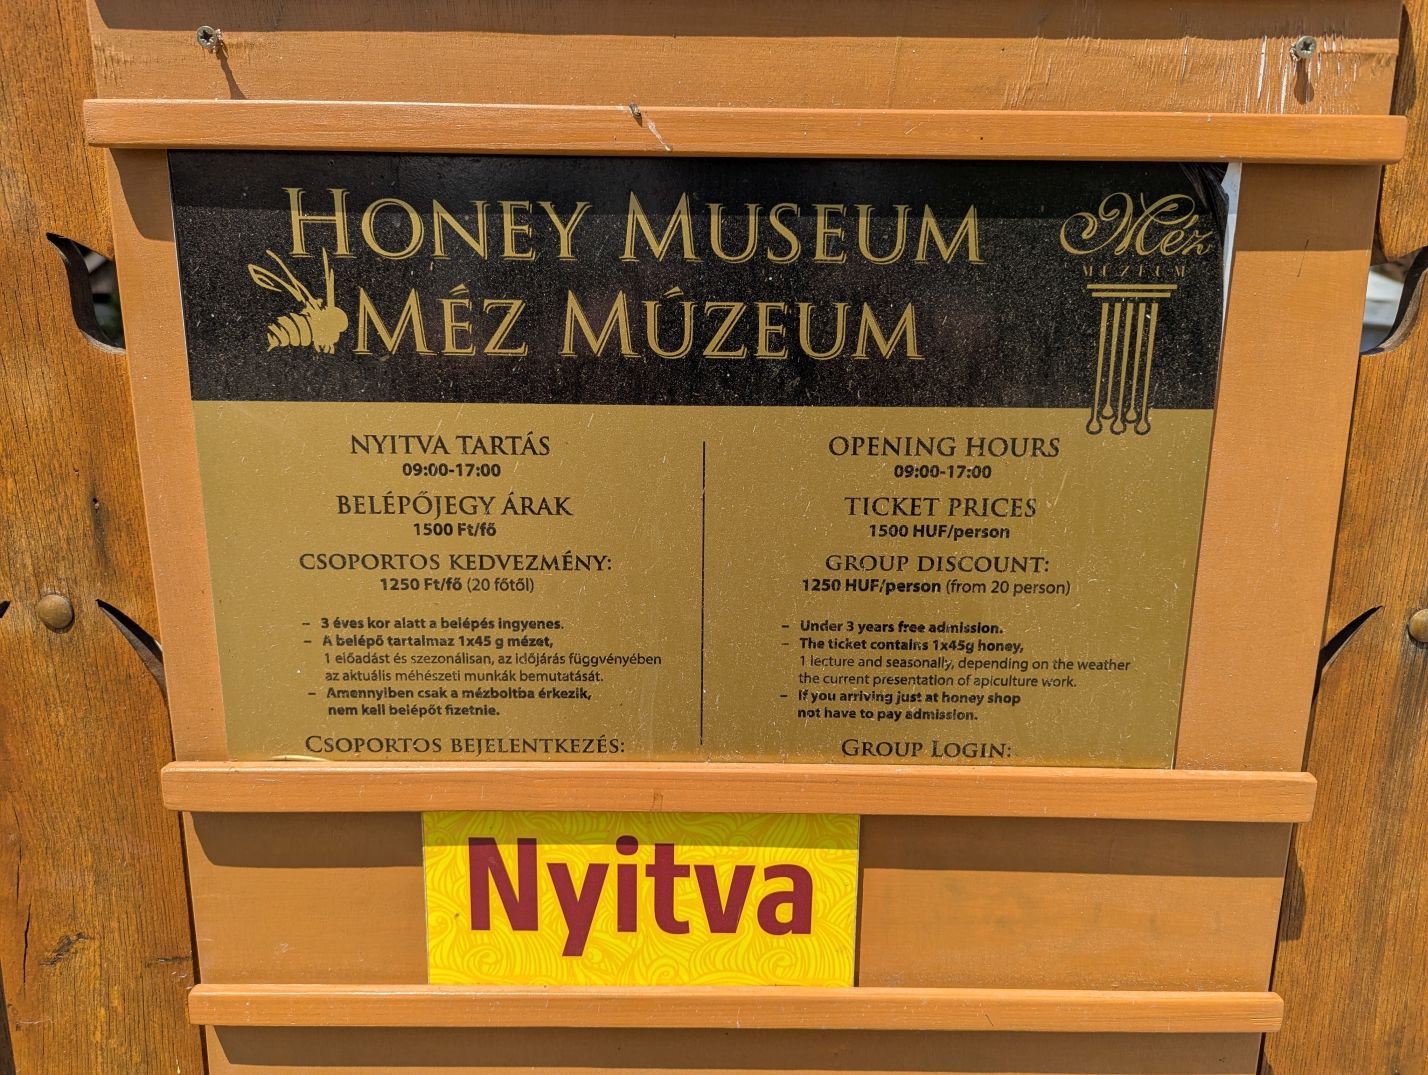 HONEY MUSEUM
MÉZ MÚZEUM
Méz
MÚZEUM
NYITVA TARTÁS
09:00-17:00
BELÉPŐJEGY ÁRAK
1500 Ft/fő
CSOPORTOS KEDVEZMÉNY:
1250 Ft/fő (20 főtől)
– 3 éves kor alatt a belépés ingyenes.
– A belépő tartalmaz 1x45 g mézet,
1 előadást és szezonálisan, az időjárás függvényében
az aktuális méhészeti munkák bemutatását.
– Amennyiben csak a mézboltba érkezik,
nem kell belépőt fizetnie.
CSOPORTOS BEJELENTKEZÉS:
OPENING HOURS
09:00-17:00
TICKET PRICES
1500 HUF/person
GROUP DISCOUNT:
1250 HUF/person (from 20 person)
– Under 3 years free admission.
– The ticket contains 1x45g honey,
1 lecture and seasonally, depending on the weather
the current presentation of apiculture work.
– If you arriving just at honey shop
not have to pay admission.
GROUP LOGIN:
Nyitva